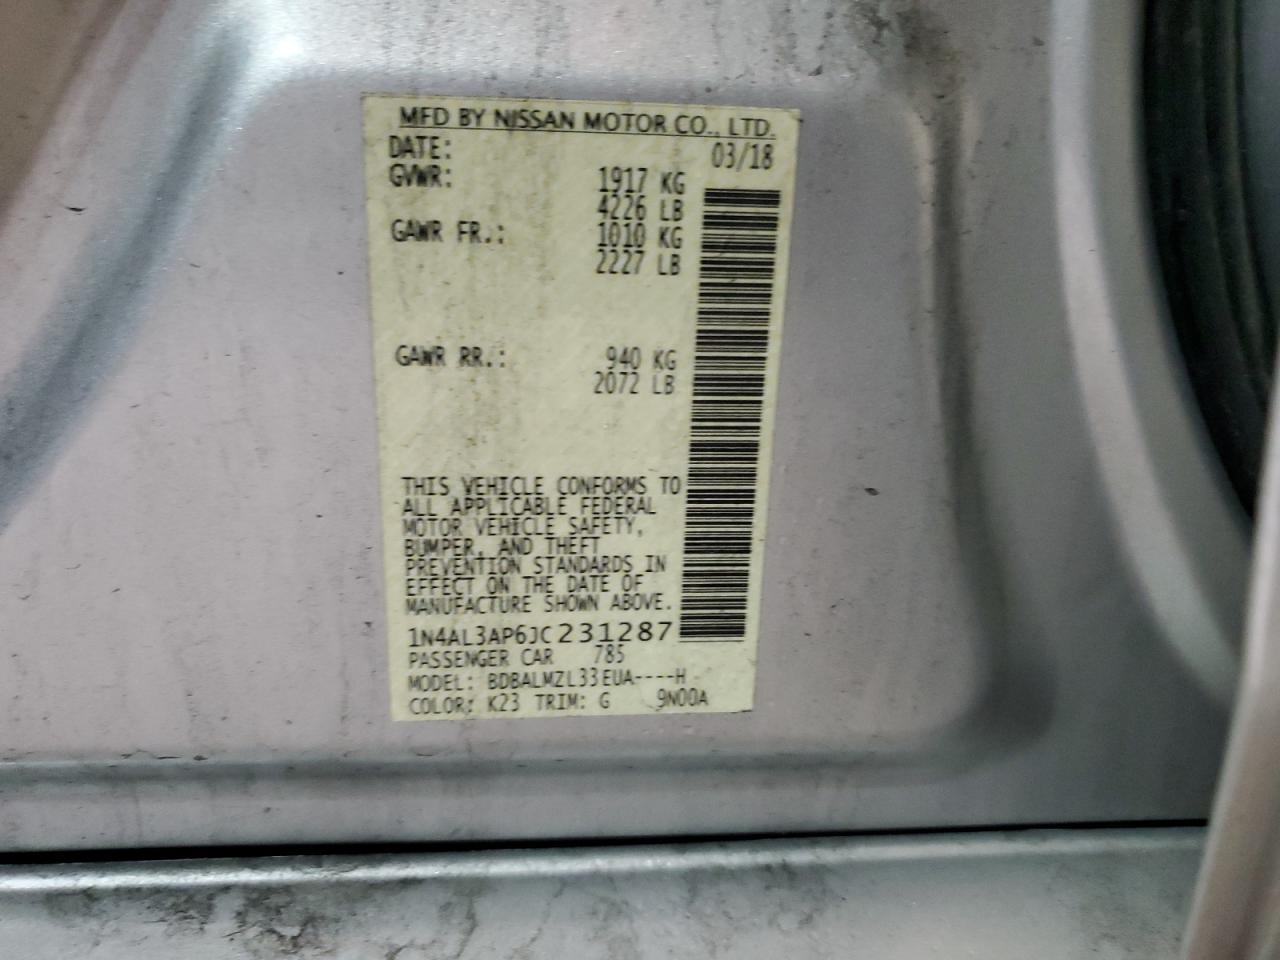 MFD BY NISSAN MOTOR CO., LTD.
DATE: 03/18
GVWR: 1917 KG
4226 LB
GAWR FR.: 1010 KG
2227 LB
GAWR RR.: 940 KG
2072 LB
THIS VEHICLE CONFORMS TO
ALL APPLICABLE FEDERAL
MOTOR VEHICLE SAFETY,
BUMPER, AND THEFT
PREVENTION STANDARDS IN
EFFECT ON THE DATE OF
MANUFACTURE SHOWN ABOVE.
1N4AL3AP6JC231287
PASSENGER CAR 785
MODEL: BDBALMZL33EUA----H
COLOR: K23 TRIM: G 9N00A